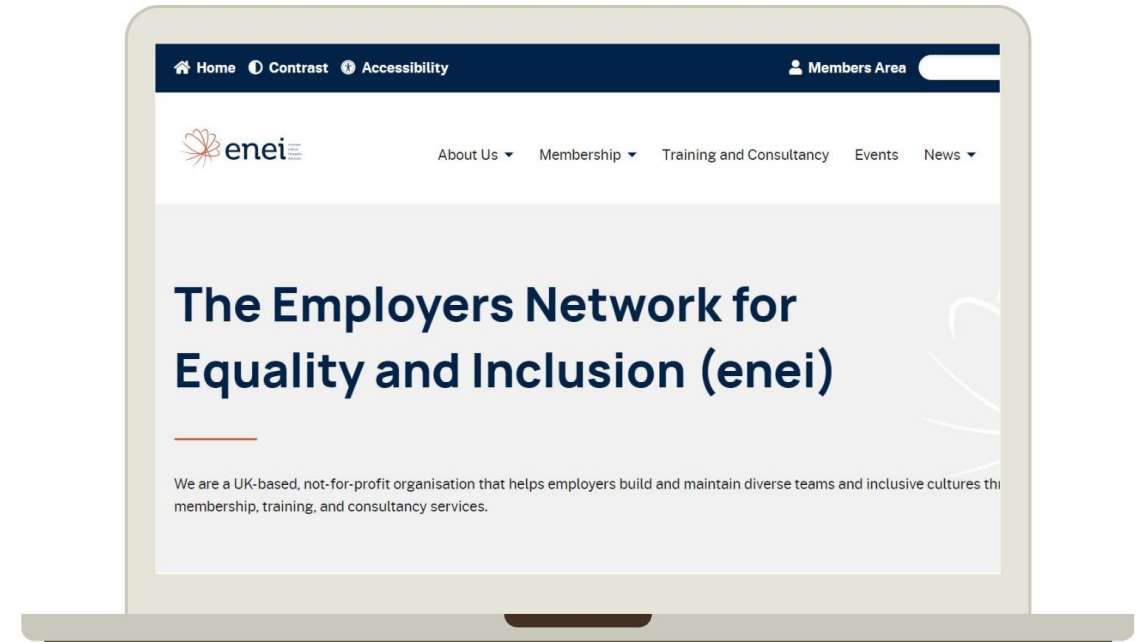 Home Contrast Accessibility Members Area
enei
About Us Membership Training and Consultancy Events News
The Employers Network for
Equality and Inclusion (enei)
We are a UK-based, not-for-profit organisation that helps employers build and maintain diverse teams and inclusive cultures
membership, training, and consultancy services.